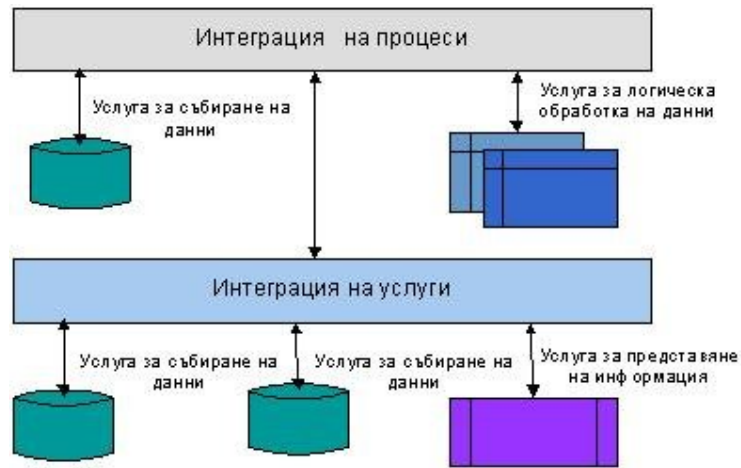 Интеграция на процеси
Услуга за събиране на
данни
Услуга за логическа
обработка на данни
Интеграция на услуги
Услуга за събиране на
данни
Услуга за събиране на
данни
Услуга за представяне
на информация